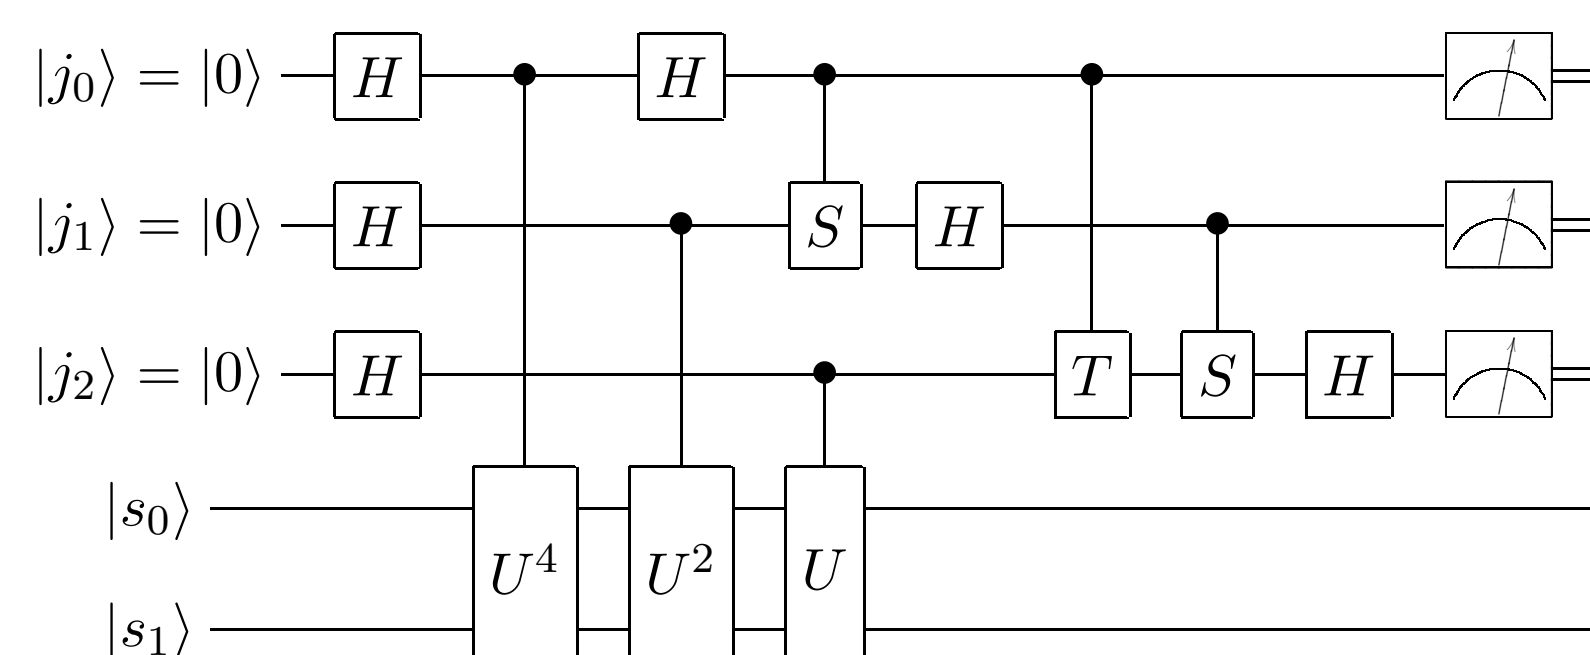 |j₀⟩ = |0⟩ H H
|j₁⟩ = |0⟩ H S H
|j₂⟩ = |0⟩ H T S H
|s₀⟩
U⁴ U² U
|s₁⟩